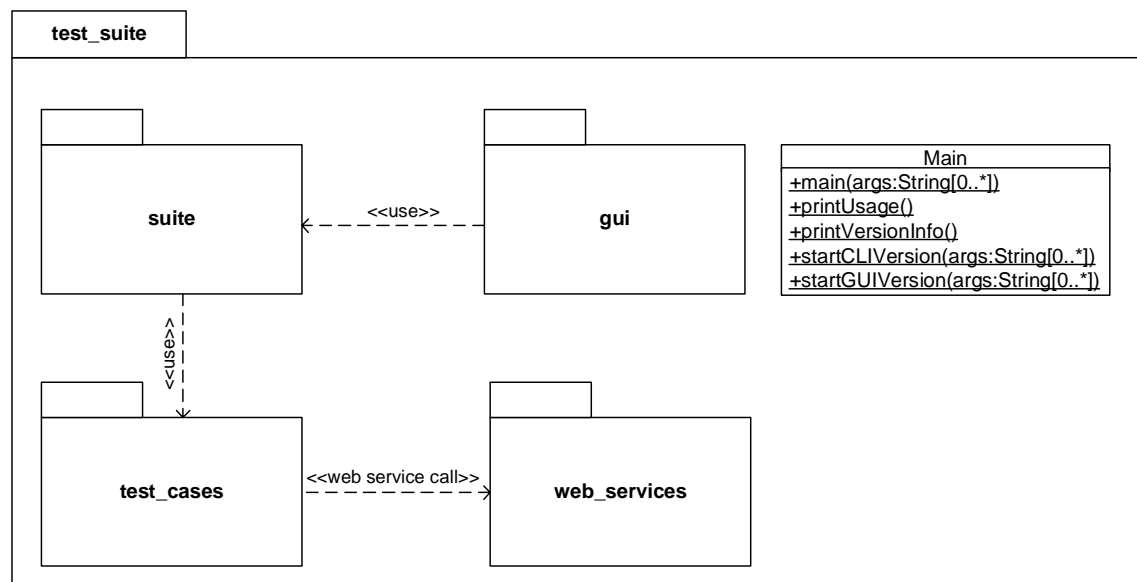 test_suite
suite
<<use>>
gui
Main
+main(args:String[0..*])
+printUsage()
+printVersionInfo()
+startCLIVersion(args:String[0..*])
+startGUIVersion(args:String[0..*])
<<use>>
test_cases
<<web service call>>
web_services